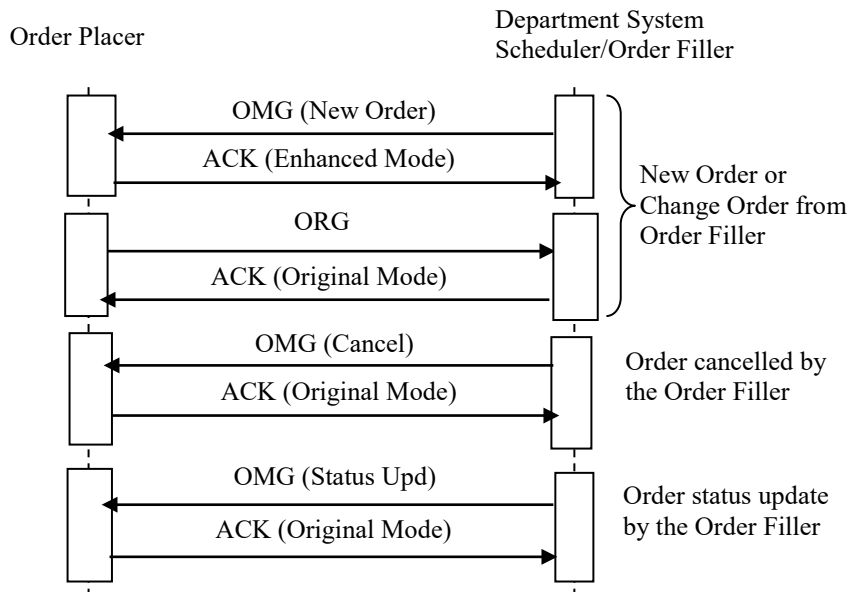 Order Placer
Department System
Scheduler/Order Filler
OMG (New Order)
ACK (Enhanced Mode)
New Order or
Change Order from
Order Filler
ORG
ACK (Original Mode)
OMG (Cancel)
ACK (Original Mode)
Order cancelled by
the Order Filler
OMG (Status Upd)
ACK (Original Mode)
Order status update
by the Order Filler